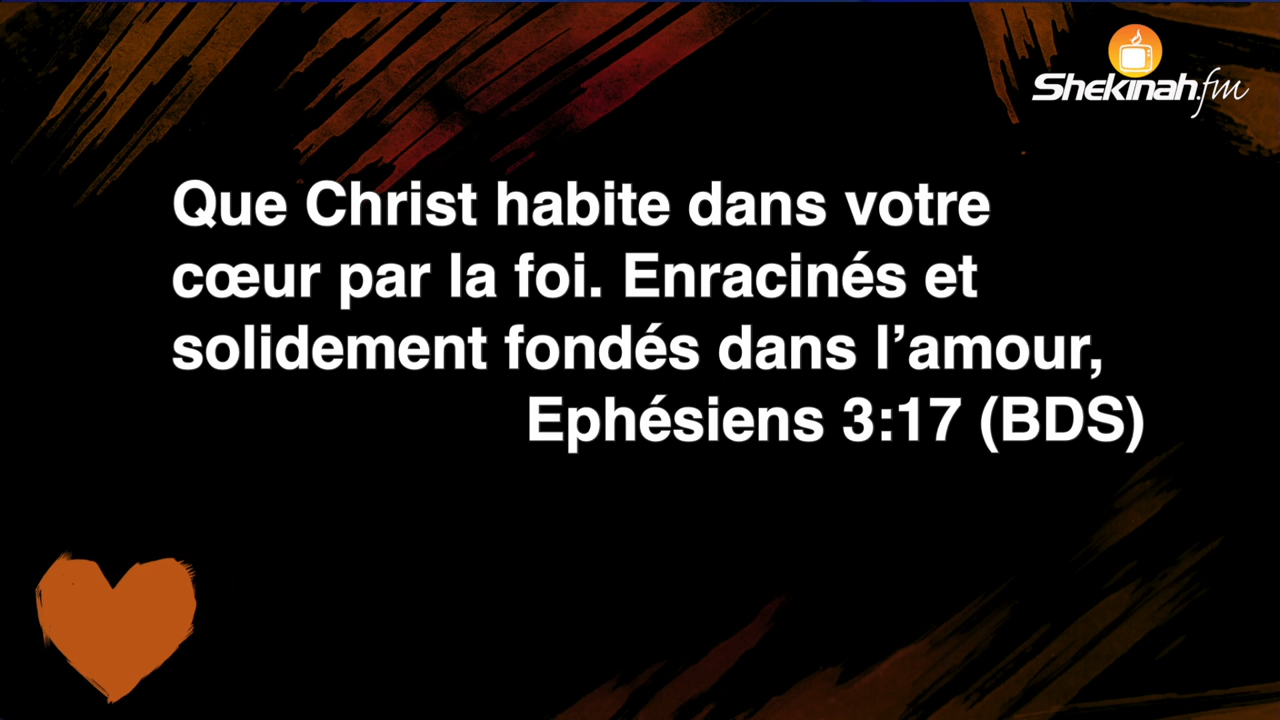 Shekinah.fm
Que Christ habite dans votre
cœur par la foi. Enracinés et
solidement fondés dans l’amour,
Ephésiens 3:17 (BDS)